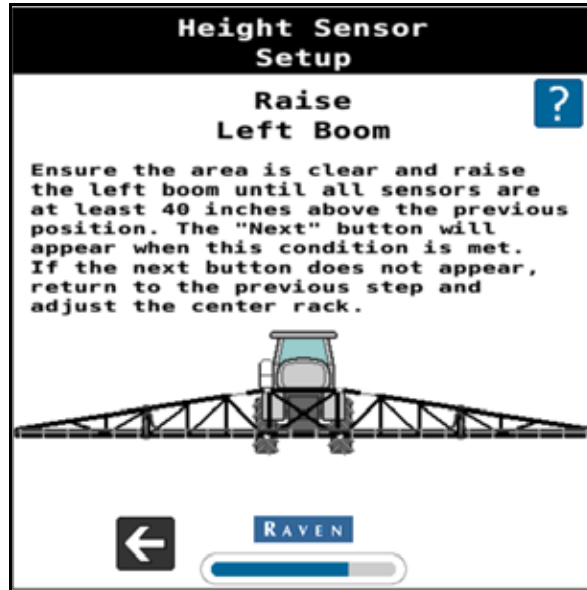 Height Sensor
Setup
Raise
Left Boom
?
Ensure the area is clear and raise
the left boom until all sensors are
at least 40 inches above the previous
position. The "Next" button will
appear when this condition is met.
If the next button does not appear,
return to the previous step and
adjust the center rack.
RAVEN